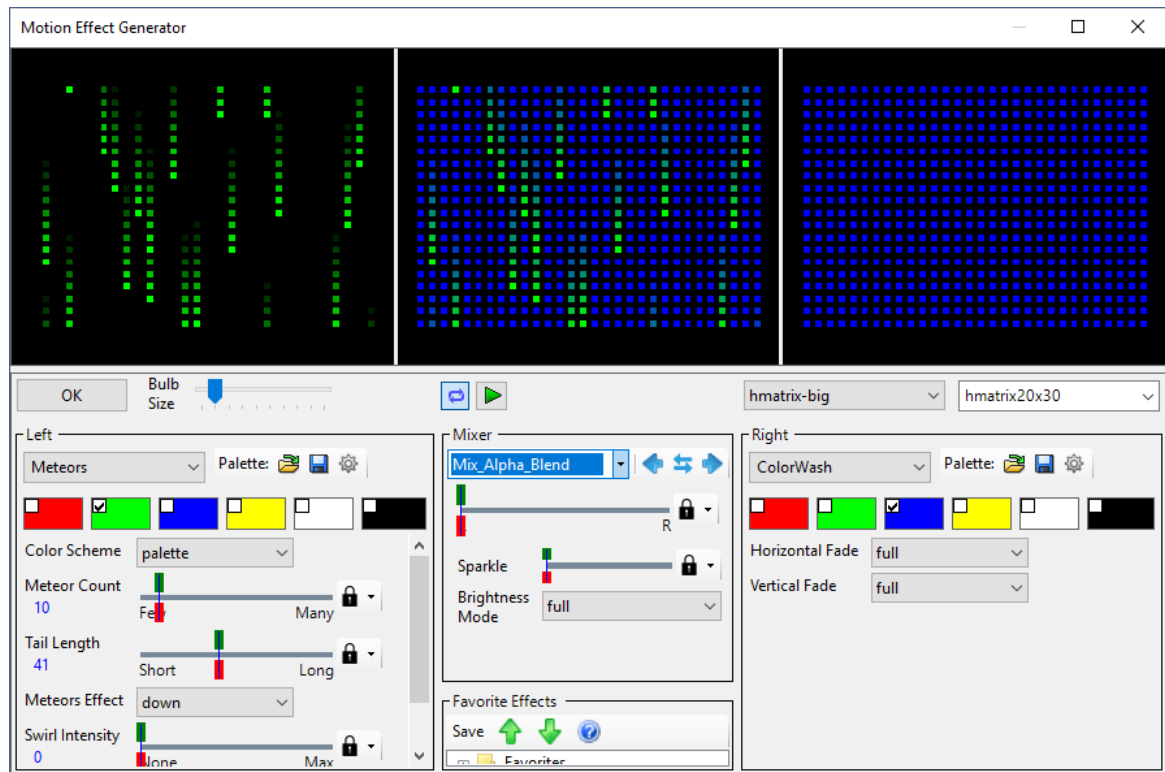 Motion Effect Generator
OK
Bulb
Size
hmatrix-big
hmatrix20x30
Left
Meteors
Palette:
Color Scheme
palette
Meteor Count
10
Few
Many
Tail Length
41
Short
Long
Meteors Effect
down
Swirl Intensity
0
None
Max
Mixer
Mix_Alpha_Blend
R
Sparkle
Brightness
Mode
full
Favorite Effects
Save
Favorites
Right
ColorWash
Palette:
Horizontal Fade
full
Vertical Fade
full